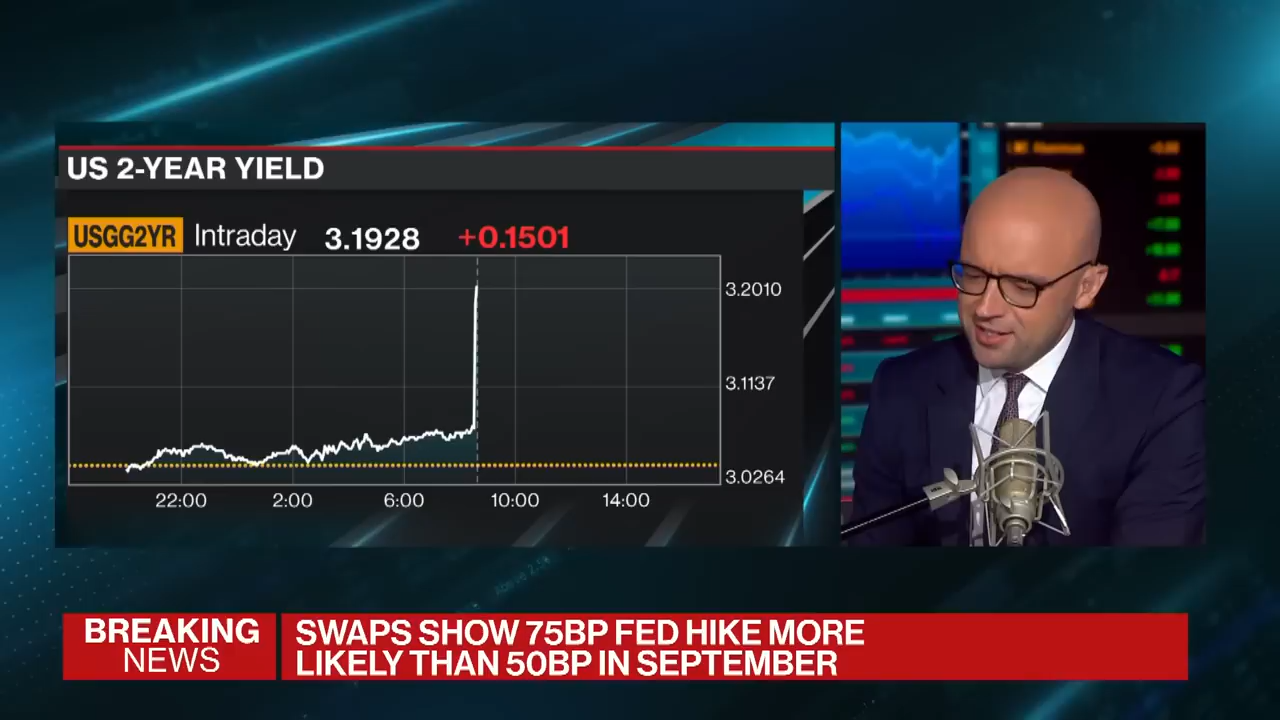 US 2-YEAR YIELD
USGG2YR Intraday 3.1928 +0.1501
3.2010
3.1137
3.0264
22:00 2:00 6:00 10:00 14:00
BREAKING
NEWS
SWAPS SHOW 75BP FED HIKE MORE
LIKELY THAN 50BP IN SEPTEMBER